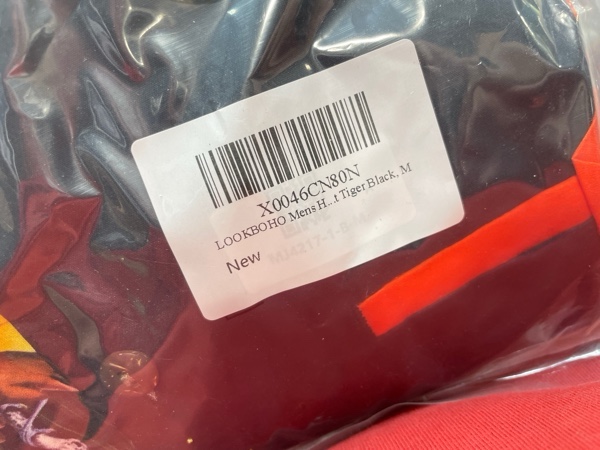 X0046CN80N
LOOKBOHO Mens H...t Tiger Black, M
New